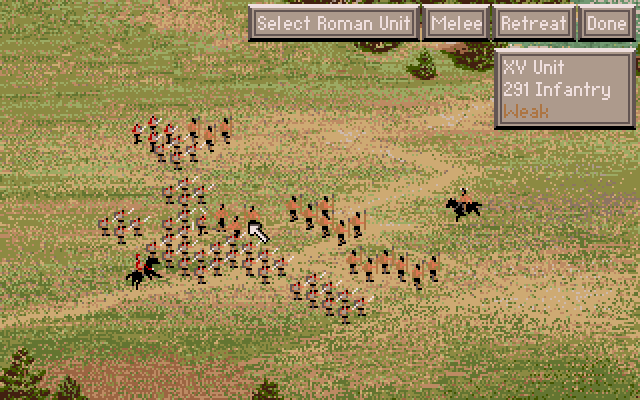 Select Roman Unit
Melee
Retreat
Done
XV Unit
291 Infantry
Weak